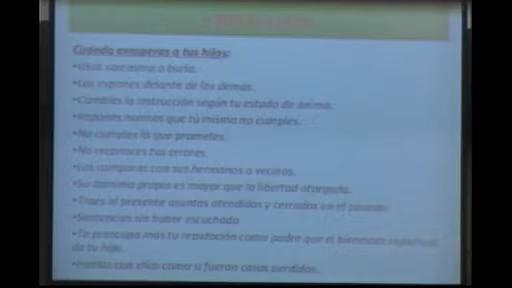 Cuándo exasperas a tus hijos:
•Usas sarcasmo o burla.
•Los expones delante de los demás.
•Cambias la instrucción según tu estado de ánimo.
•Impones normas que tú mismo no cumples.
•No cumples lo que prometes.
•No reconoces tus errores.
•Los comparas con sus hermanos o vecinos.
•Su dominio propio es mayor que la libertad otorgada.
•Traes al presente asuntos atendidos y cerrados en el pasado.
•Sentencias sin haber escuchado
•Te preocupa más tu reputación como padre que el bienestar espiritual
de tu hijo.
•Hablas con ellos como si fueran casos perdidos.